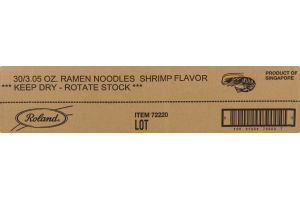 30/3.05 OZ. RAMEN NOODLES SHRIMP FLAVOR
*** KEEP DRY - ROTATE STOCK ***
PRODUCT OF
SINGAPORE
Roland
ITEM 72220
LOT